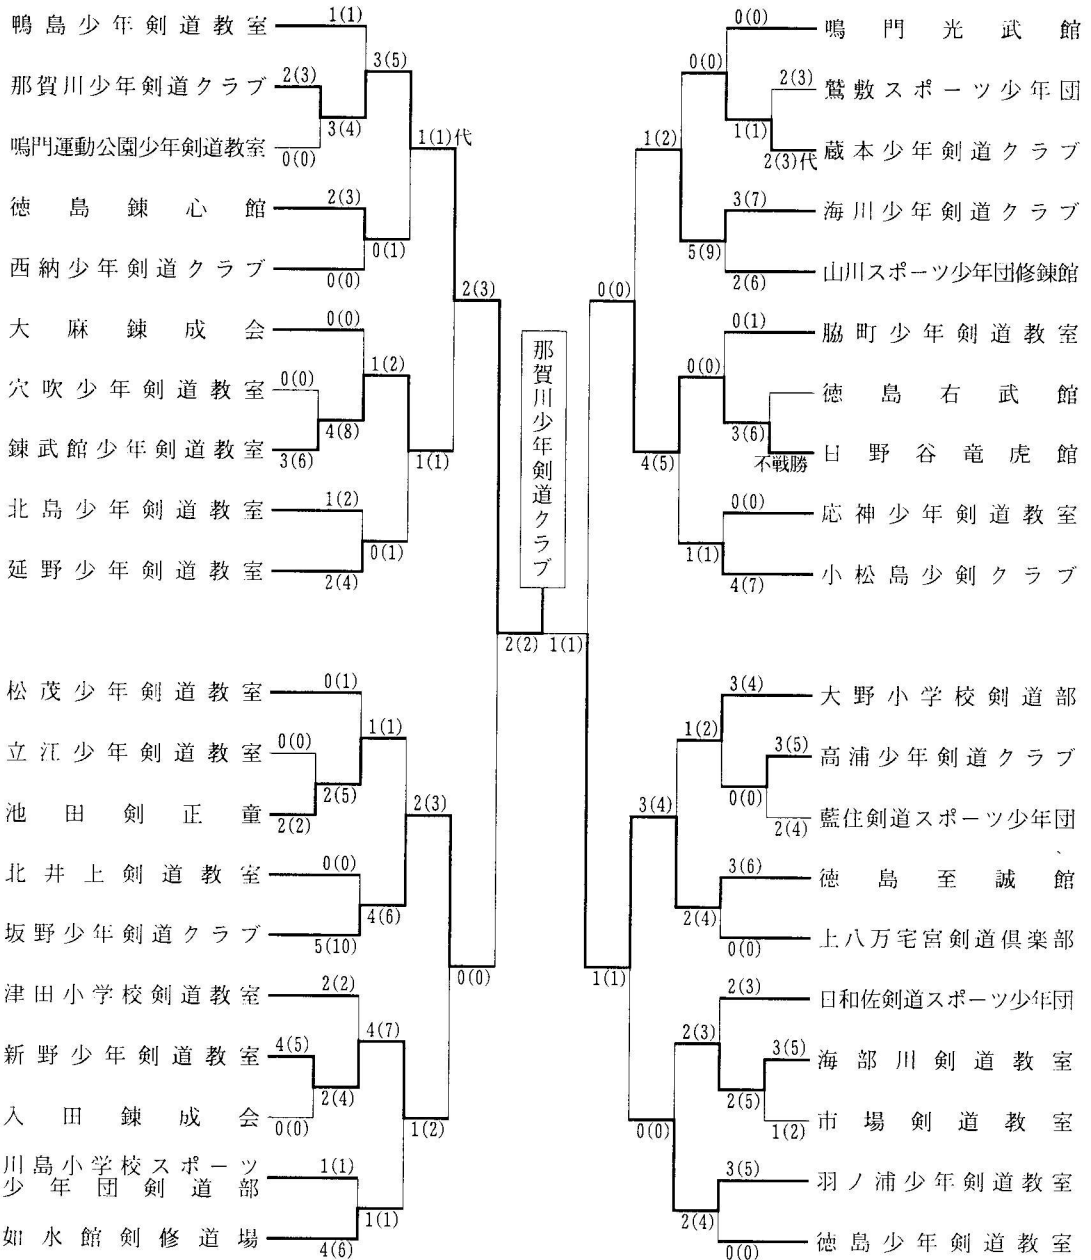 鴨島少年剣道教室
1(1)
3(5)
那賀川少年剣道クラブ
2(3)
3(4)
鳴門運動公園少年剣道教室
0(0)
1(1)代
徳島錬心館
2(3)
0(1)
西納少年剣道クラブ
0(0)
2(3)
大麻錬成会
0(0)
1(2)
穴吹少年剣道教室
0(0)
4(8)
錬武館少年剣道教室
3(6)
1(1)
北島少年剣道教室
1(2)
0(1)
延野少年剣道教室
2(4)
2(2)
松茂少年剣道教室
0(1)
1(1)
立江少年剣道教室
0(0)
2(5)
池田剣正童
2(2)
2(3)
北井上剣道教室
0(0)
4(6)
坂野少年剣道クラブ
5(10)
0(0)
津田小学校剣道教室
2(2)
4(7)
新野少年剣道教室
4(5)
2(4)
入田錬成会
0(0)
1(2)
川島小学校スポーツ
少年団剣道部
1(1)
1(1)
如水館剣修道場
4(6)
那賀川少年剣道クラブ
0(0)
鳴門光武館
0(0)
2(3)
鷲敷スポーツ少年団
1(1)
2(3)代
蔵本少年剣道クラブ
1(2)
3(7)
海川少年剣道クラブ
5(9)
2(6)
山川スポーツ少年団修錬館
0(0)
0(1)
脇町少年剣道教室
0(0)
徳島右武館
3(6)
不戦勝
日野谷竜虎館
4(5)
0(0)
応神少年剣道教室
1(1)
4(7)
小松島少剣クラブ
1(1)
3(4)
大野小学校剣道部
1(2)
3(5)
高浦少年剣道クラブ
0(0)
2(4)
藍住剣道スポーツ少年団
3(4)
3(6)
徳島至誠館
2(4)
0(0)
上八万宅宮剣道倶楽部
1(1)
2(3)
日和佐剣道スポーツ少年団
2(3)
3(5)
海部川剣道教室
2(5)
1(2)
市場剣道教室
0(0)
3(5)
羽ノ浦少年剣道教室
2(4)
0(0)
徳島少年剣道教室